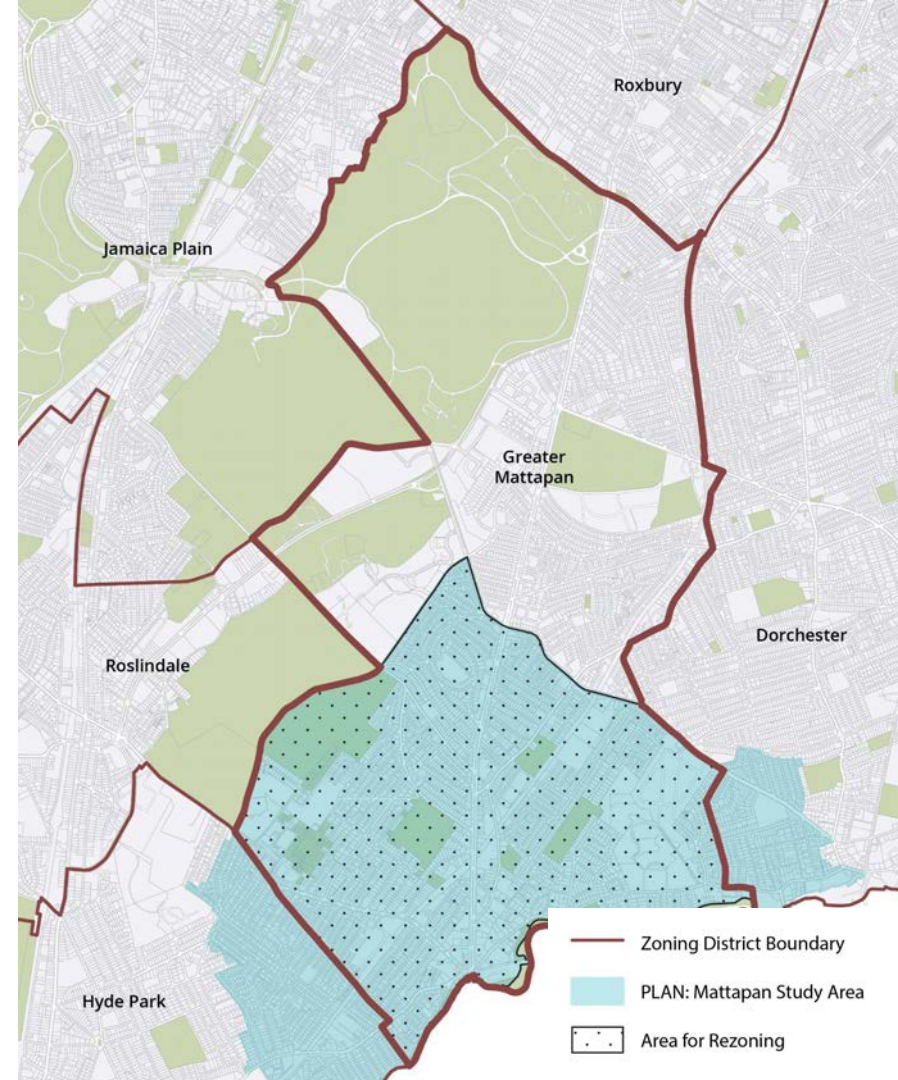 Roxbury
Jamaica Plain
Greater
Mattapan
Dorchester
Roslindale
Hyde Park
Zoning District Boundary
PLAN: Mattapan Study Area
Area for Rezoning